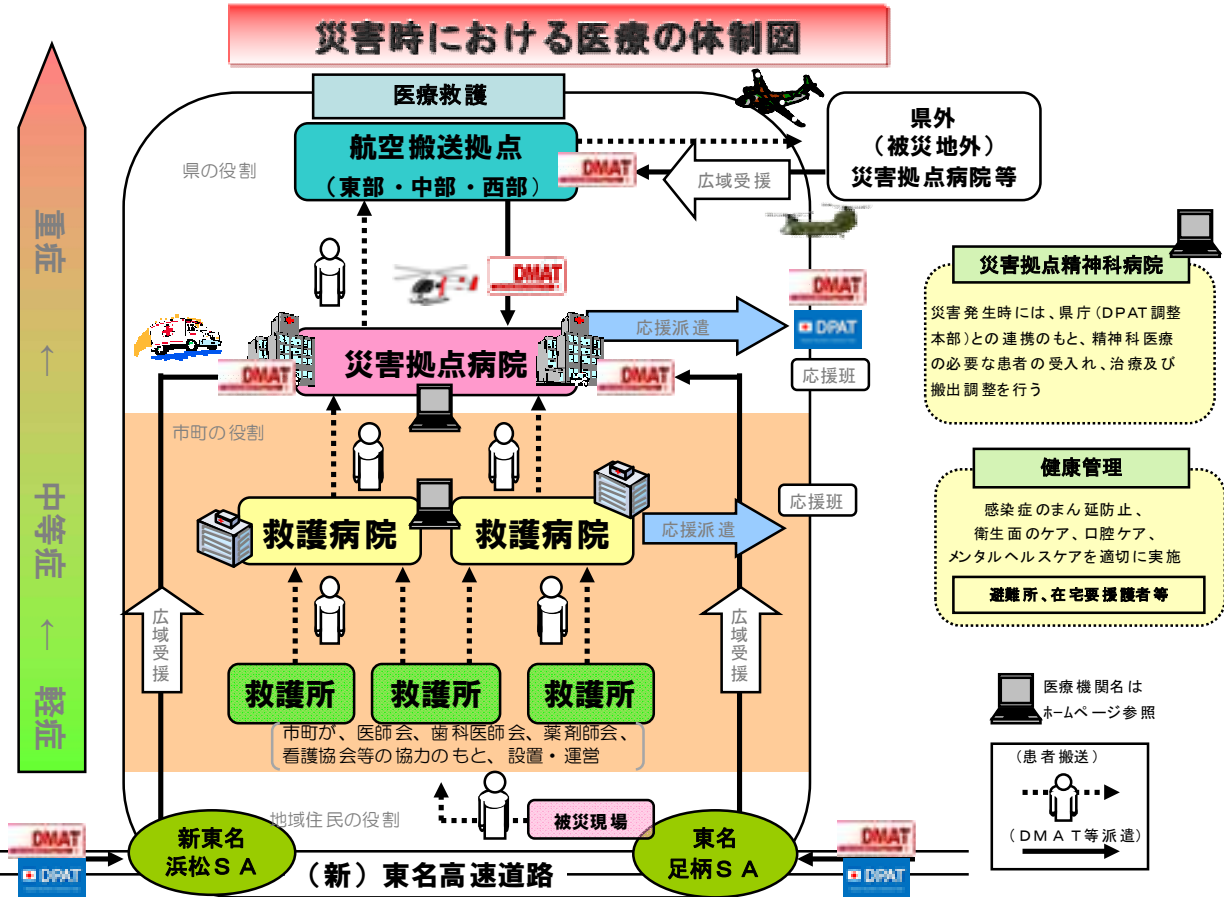 災害時における医療の体制図
医療救護
航空搬送拠点
（東部・中部・西部）
DMAT
広域受援
県外
（被災地外）
災害拠点病院等
県の役割
重症
←
中等症
←
軽症
DMAT
災害拠点病院
DMAT
DMAT
応援派遣
DMAT
DPAT
応援班
災害拠点精神科病院
災害発生時には、県庁（DPAT調整
本部）との連携のもと、精神科医療
の必要な患者の受入れ、治療及び
搬出調整を行う
市町の役割
救護病院
救護病院
応援派遣
応援班
健康管理
感染症のまん延防止、
衛生面のケア、口腔ケア、
メンタルヘルスケアを適切に実施
避難所、在宅要援護者等
広域受援
広域受援
救護所
救護所
救護所
市町が、医師会、歯科医師会、薬剤師会、
看護協会等の協力のもと、設置・運営
医療機関名は
ホームページ参照
（患者搬送）
（DMAT等派遣）
地域住民の役割
被災現場
DMAT
DPAT
新東名
浜松ＳＡ
（新）東名高速道路
東名
足柄ＳＡ
DMAT
DPAT